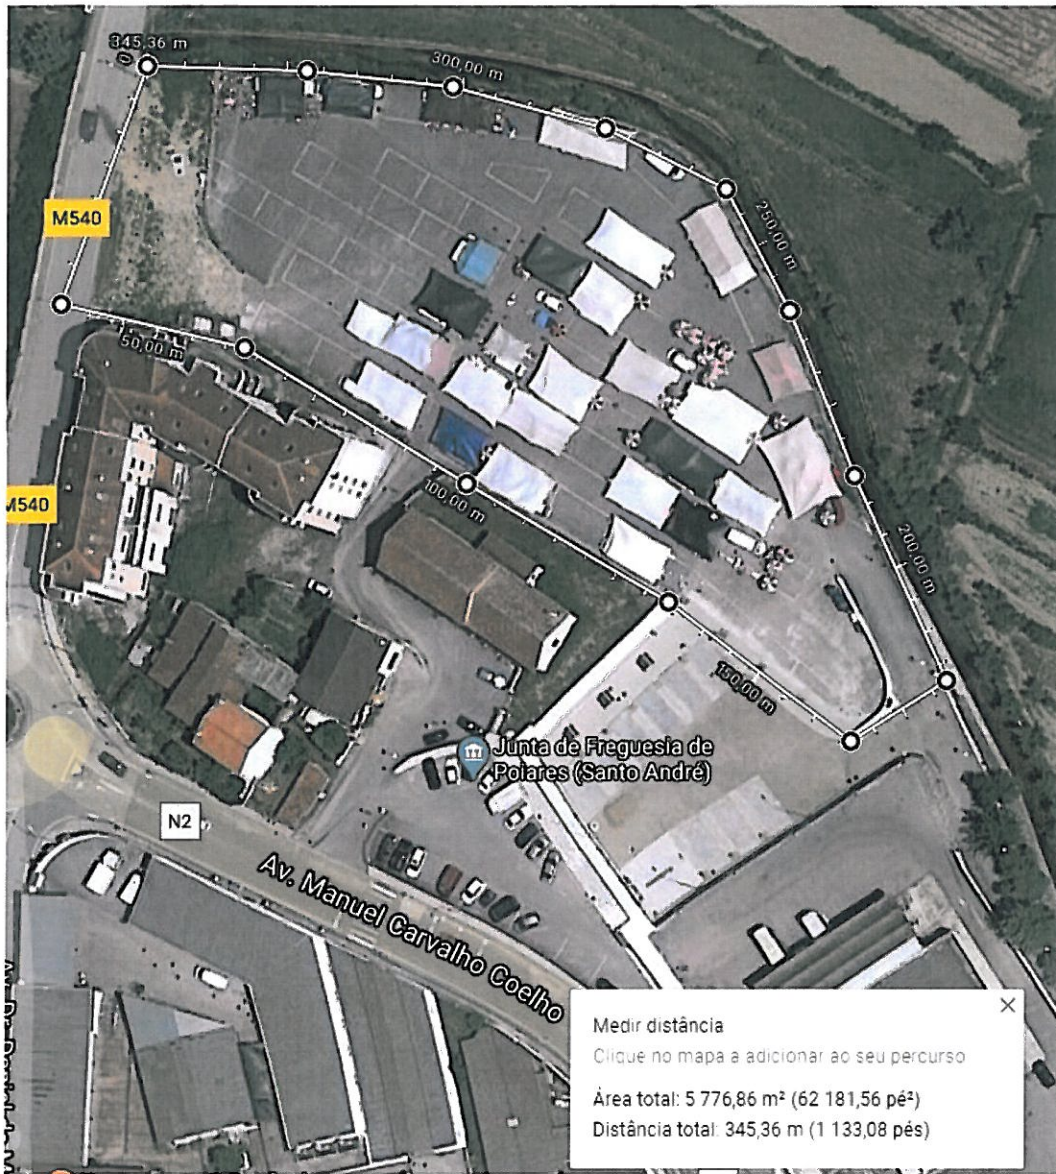 345,36 m
0
300,00 m
M540
250,00 m
50,00 m
M540
100,00 m
200,00 m
150,00 m
Junta de Freguesia de
Poiares (Santo André)
N2
Av. Manuel Carvalho Coelho
Medir distância
Clique no mapa a adicionar ao seu percurso
Área total: 5 776,86 m² (62 181,56 pé²)
Distância total: 345,36 m (1 133,08 pés)